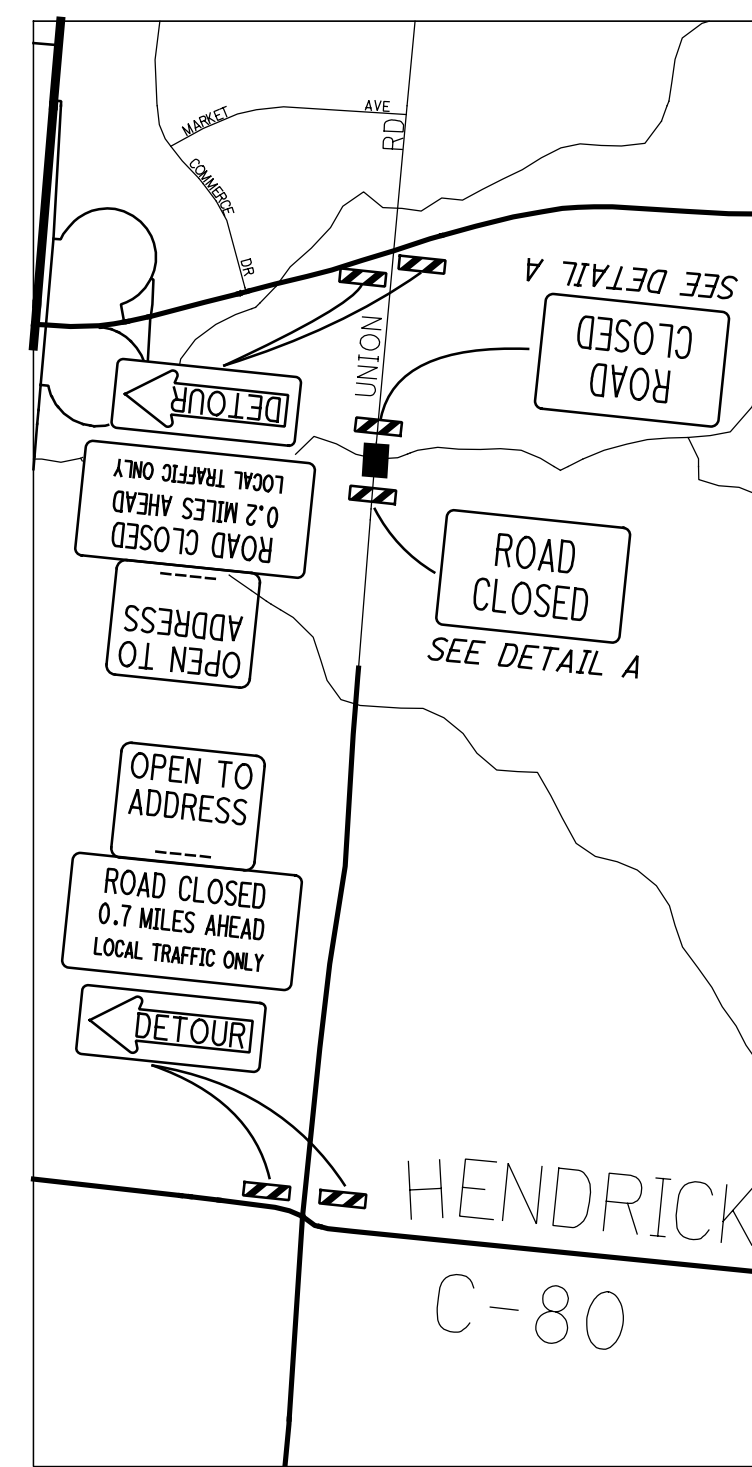 MARKET
AVE
RD
COMMERCE
DR
SEE DETAIL A
ROAD
CLOSED
UNION
DETOUR
ROAD CLOSED
0.2 MILES AHEAD
LOCAL TRAFFIC ONLY
OPEN TO
ADDRESS
----
ROAD
CLOSED
SEE DETAIL A
OPEN TO
ADDRESS
----
ROAD CLOSED
0.7 MILES AHEAD
LOCAL TRAFFIC ONLY
DETOUR
HENDRICK
C-80